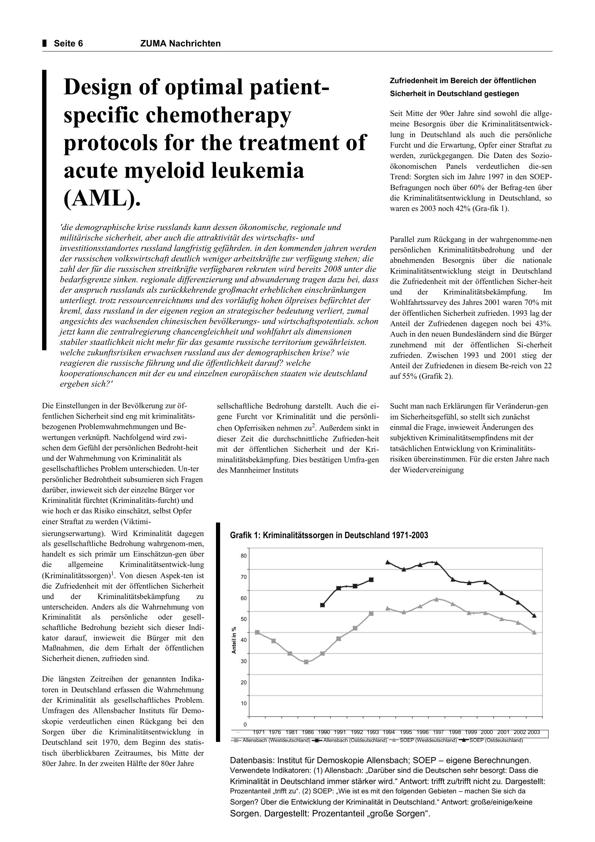 Seite 6 ZUMA Nachrichten
Design of optimal patient-
specific chemotherapy
protocols for the treatment of
acute myeloid leukemia
(AML).
'die demographische krise russlands kann dessen ökonomische, regionale und
militärische sicherheit, aber auch die attraktivität des wirtschafts- und
investitionsstandortes russland langfristig gefährden. in den kommenden jahren werden
der russischen volkswirtschaft deutlich weniger arbeitskräfte zur verfügung stehen; die
zahl der für die russischen streitkräfte verfügbaren rekruten wird bereits 2008 unter die
bedarfsgrenze sinken. regionale differenzierung und abwanderung tragen dazu bei, dass
der anspruch russlands als zurückkehrende großmacht erheblichen einschränkungen
unterliegt. trotz ressourcenreichtums und des vorläufig hohen ölpreises befürchtet der
kreml, dass russland in der eigenen region an strategischer bedeutung verliert, zumal
angesichts des wachsenden chinesischen bevölkerungs- und wirtschaftspotentials. schon
jetzt kann die zentralregierung chancengleichheit und wohlfahrt als dimensionen
stabiler staatlichkeit nicht mehr für das gesamte russische territorium gewährleisten.
welche zukunftsrisiken erwachsen russland aus der demographischen krise? wie
reagieren die russische führung und die öffentlichkeit darauf? welche
kooperationschancen mit der eu und einzelnen europäischen staaten wie deutschland
ergeben sich?'
Die Einstellungen in der Bevölkerung zur öf-
fentlichen Sicherheit sind eng mit kriminalitäts-
bezogenen Problemwahrnehmungen und Be-
wertungen verknüpft. Nachfolgend wird zwi-
schen dem Gefühl der persönlichen Bedroht-heit
und der Wahrnehmung von Kriminalität als
gesellschaftliches Problem unterschieden. Un-ter
persönlicher Bedrohtheit subsumieren sich Fragen
darüber, inwieweit sich der einzelne Bürger vor
Kriminalität fürchtet (Kriminalitäts-furcht) und
wie hoch er das Risiko einschätzt, selbst Opfer
einer Straftat zu werden (Viktimi-
sierungserwartung). Wird Kriminalität dagegen
als gesellschaftliche Bedrohung wahrgenom-men,
handelt es sich primär um Einschätzun-gen über
die allgemeine Kriminalitätsentwick-lung
(Kriminalitätssorgen)1. Von diesen Aspek-ten ist
die Zufriedenheit mit der öffentlichen Sicherheit
und der Kriminalitätsbekämpfung zu
unterscheiden. Anders als die Wahrnehmung von
Kriminalität als persönliche oder gesell-
schaftliche Bedrohung bezieht sich dieser Indi-
kator darauf, inwieweit die Bürger mit den
Maßnahmen, die dem Erhalt der öffentlichen
Sicherheit dienen, zufrieden sind.
Die längsten Zeitreihen der genannten Indika-
toren in Deutschland erfassen die Wahrnehmung
der Kriminalität als gesellschaftliches Problem.
Umfragen des Allensbacher Instituts für Demo-
skopie verdeutlichen einen Rückgang bei den
Sorgen über die Kriminalitätsentwicklung in
Deutschland seit 1970, dem Beginn des statis-
tisch überblickbaren Zeitraumes, bis Mitte der
80er Jahre. In der zweiten Hälfte der 80er Jahre
sellschaftliche Bedrohung darstellt. Auch die ei-
gene Furcht vor Kriminalität und die persönli-
chen Opferrisiken nehmen zu2. Außerdem sinkt in
dieser Zeit die durchschnittliche Zufrieden-heit
mit der öffentlichen Sicherheit und der Kri-
minalitätsbekämpfung. Dies bestätigen Umfra-gen
des Mannheimer Instituts
Zufriedenheit im Bereich der öffentlichen
Sicherheit in Deutschland gestiegen
Seit Mitte der 90er Jahre sind sowohl die allge-
meine Besorgnis über die Kriminalitätsentwick-
lung in Deutschland als auch die persönliche
Furcht und die Erwartung, Opfer einer Straftat zu
werden, zurückgegangen. Die Daten des Sozio-
ökonomischen Panels verdeutlichen die-sen
Trend: Sorgten sich im Jahre 1997 in den SOEP-
Befragungen noch über 60% der Befrag-ten über
die Kriminalitätsentwicklung in Deutschland, so
waren es 2003 noch 42% (Gra-fik 1).
Parallel zum Rückgang in der wahrgenomme-nen
persönlichen Kriminalitätsbedrohung und der
abnehmenden Besorgnis über die nationale
Kriminalitätsentwicklung steigt in Deutschland
die Zufriedenheit mit der öffentlichen Sicher-heit
und der Kriminalitätsbekämpfung. Im
Wohlfahrtssurvey des Jahres 2001 waren 70% mit
der öffentlichen Sicherheit zufrieden. 1993 lag der
Anteil der Zufriedenen dagegen noch bei 43%.
Auch in den neuen Bundesländern sind die Bürger
zunehmend mit der öffentlichen Si-cherheit
zufrieden. Zwischen 1993 und 2001 stieg der
Anteil der Zufriedenen in diesem Be-reich von 22
auf 55% (Grafik 2).
Sucht man nach Erklärungen für Veränderun-gen
im Sicherheitsgefühl, so stellt sich zunächst
einmal die Frage, inwieweit Änderungen des
subjektiven Kriminalitätsempfindens mit der
tatsächlichen Entwicklung von Kriminalitäts-
risiken übereinstimmen. Für die ersten Jahre nach
der Wiedervereinigung
Grafik 1: Kriminalitätssorgen in Deutschland 1971-2003
Anteil in %
80
70
60
50
40
30
20
10
0
1971 1976 1981 1986 1990 1991 1992 1993 1994 1995 1996 1997 1998 1999 2000 2001 2002 2003
Allensbach (Westdeutschland) Allensbach (Ostdeutschland) SOEP (Westdeutschland) SOEP (Ostdeutschland)
Datenbasis: Institut für Demoskopie Allensbach; SOEP – eigene Berechnungen.
Verwendete Indikatoren: (1) Allensbach: „Darüber sind die Deutschen sehr besorgt: Dass die
Kriminalität in Deutschland immer stärker wird.“ Antwort: trifft zu/trifft nicht zu. Dargestellt:
Prozentanteil „trifft zu“. (2) SOEP: „Wie ist es mit den folgenden Gebieten – machen Sie sich da
Sorgen? Über die Entwicklung der Kriminalität in Deutschland.“ Antwort: große/einige/keine
Sorgen. Dargestellt: Prozentanteil „große Sorgen“.